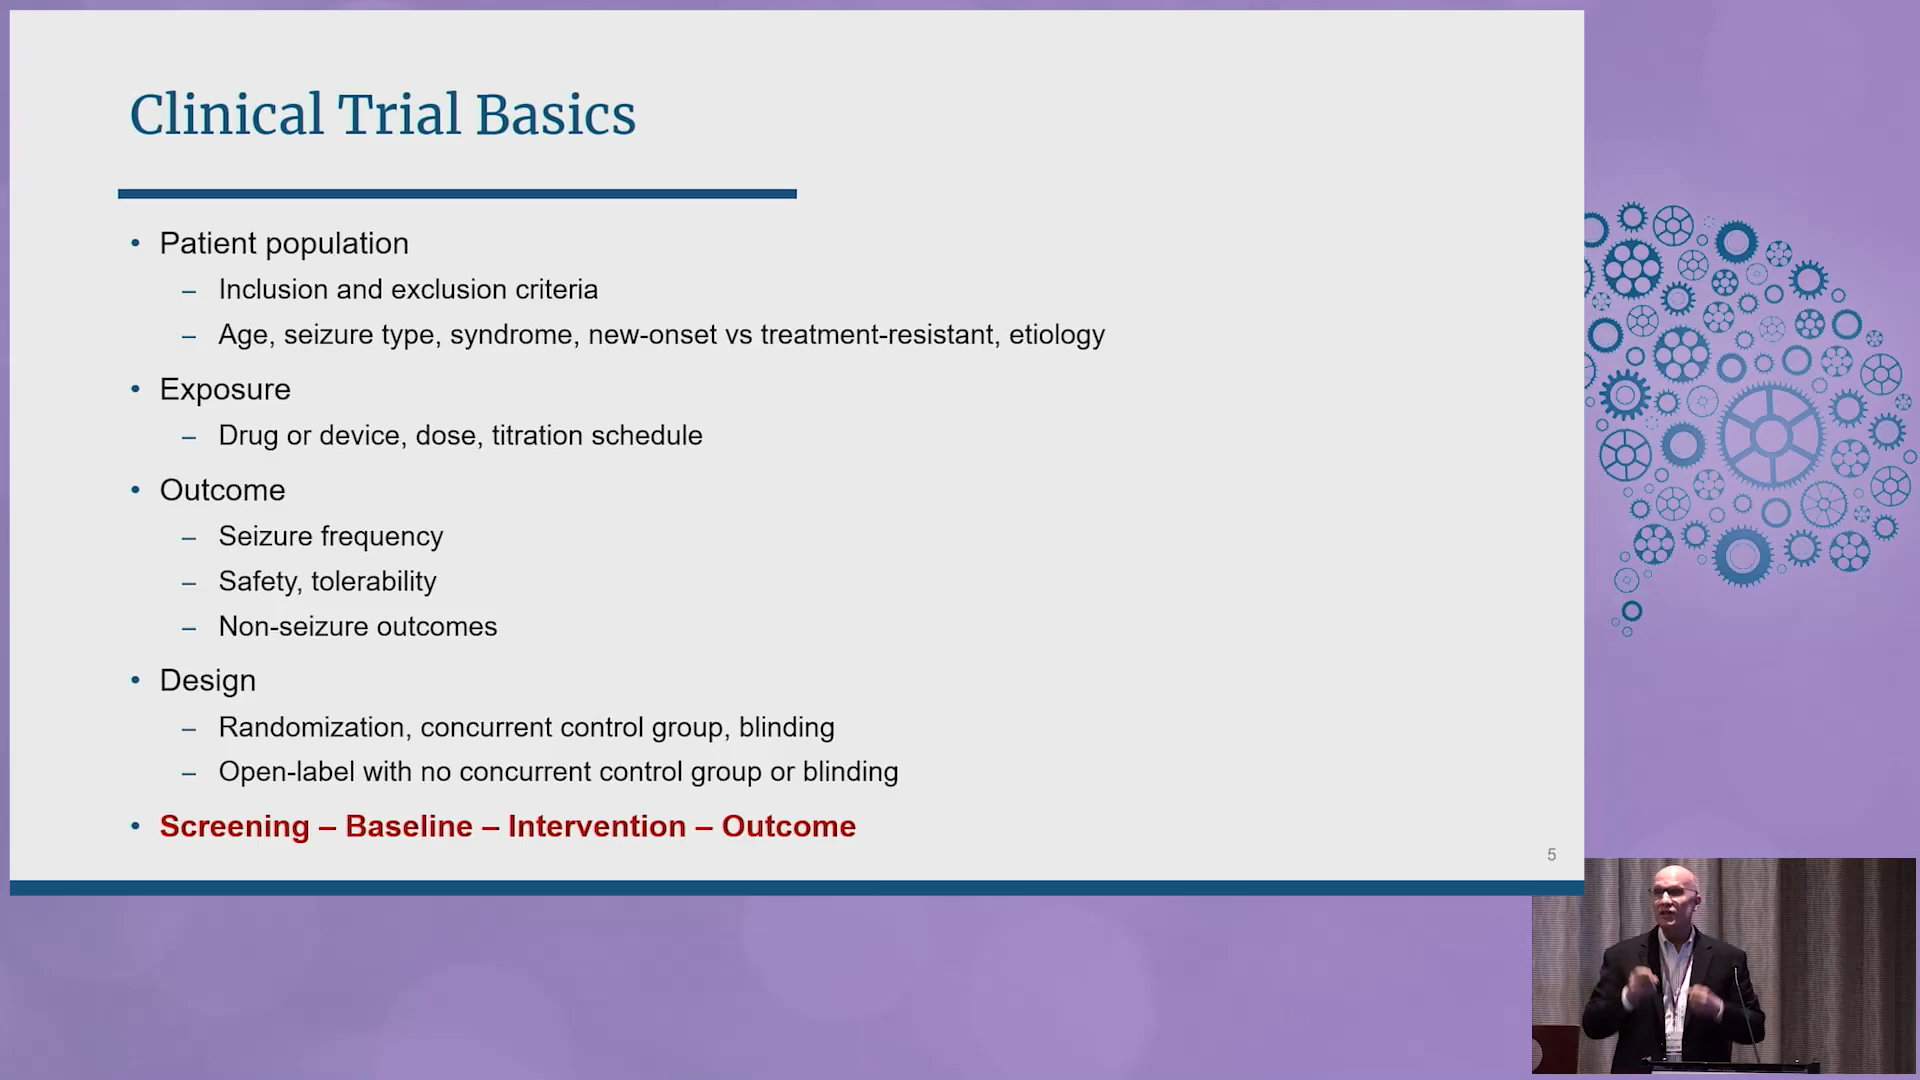 Clinical Trial Basics
• Patient population
– Inclusion and exclusion criteria
– Age, seizure type, syndrome, new-onset vs treatment-resistant, etiology
• Exposure
– Drug or device, dose, titration schedule
• Outcome
– Seizure frequency
– Safety, tolerability
– Non-seizure outcomes
• Design
– Randomization, concurrent control group, blinding
– Open-label with no concurrent control group or blinding
• Screening – Baseline – Intervention – Outcome
5